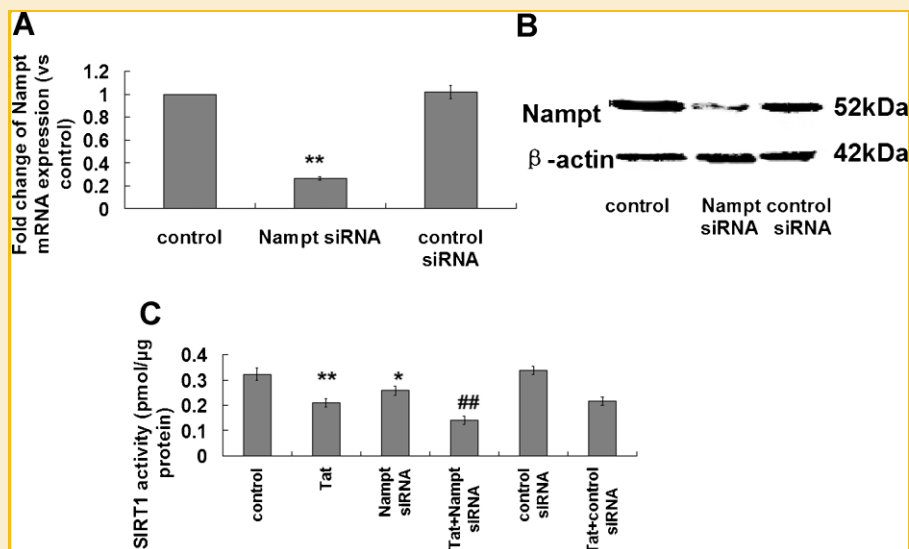 A
Fold change of Nampt
mRNA expression (vs
control)
1.2
1
0.8
0.6
0.4
0.2
0
**
control
Nampt siRNA
control
siRNA
B
Nampt
52kDa
β-actin
42kDa
control
Nampt
siRNA
control
siRNA
C
SIRT1 activity (pmol/μg
protein)
0.4
0.3
0.2
0.1
0
**
*
##
control
Tat
Nampt
siRNA
Tat+Nampt
siRNA
control
siRNA
Tat+control
siRNA